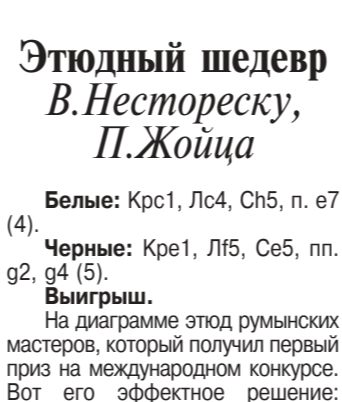 Этюдный шедевр
В.Нестореску,
П.Жойца
Белые: Крс1, Лс4, Сh5, п. е7
(4).
Черные: Кре1, Лf5, Се5, пп.
g2, g4 (5).
Выигрыш.
На диаграмме этюд румынских
мастеров, который получил первый
приз на международном конкурсе.
Вот его эффектное решение: